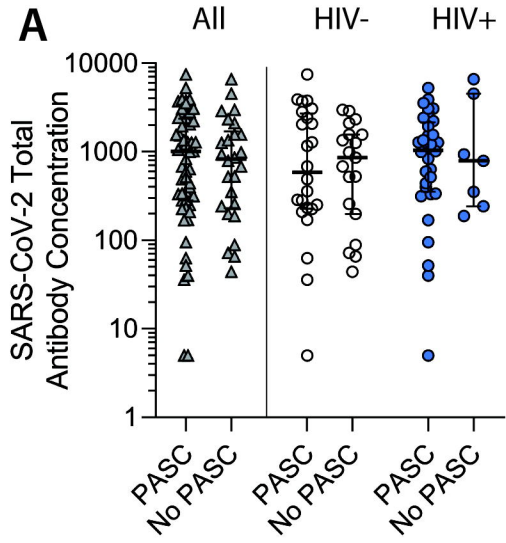 A
All HIV- HIV+
SARS-CoV-2 Total
Antibody Concentration
10000
1000
100
10
1
PASC
No PASC
PASC
No PASC
PASC
No PASC